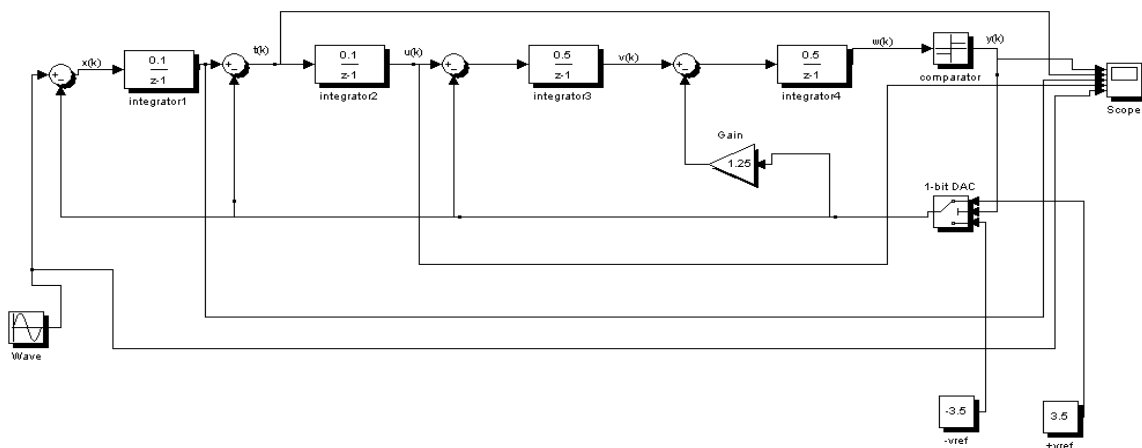 t(k)
u(k)
v(k)
w(k)
y(k)
x(k)
0.1
z-1
integrator1
0.1
z-1
integrator2
0.5
z-1
integrator3
0.5
z-1
integrator4
comparator
Scope
Gain
1.25
1-bit DAC
Wave
-3.5
-vref
3.5
+vref